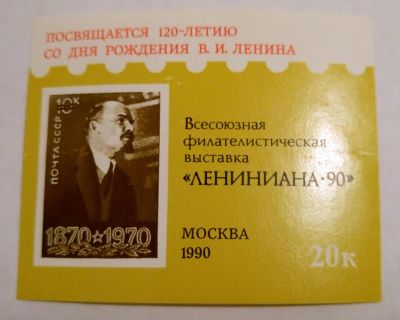 ПОСВЯЩАЕТСЯ 120-ЛЕТИЮ
СО ДНЯ РОЖДЕНИЯ В. И. ЛЕНИНА
10к
ПОЧТА СССР
1870☆1970
Всесоюзная
филателистическая
выставка
«ЛЕНИНИАНА·90»
МОСКВА
1990
20к